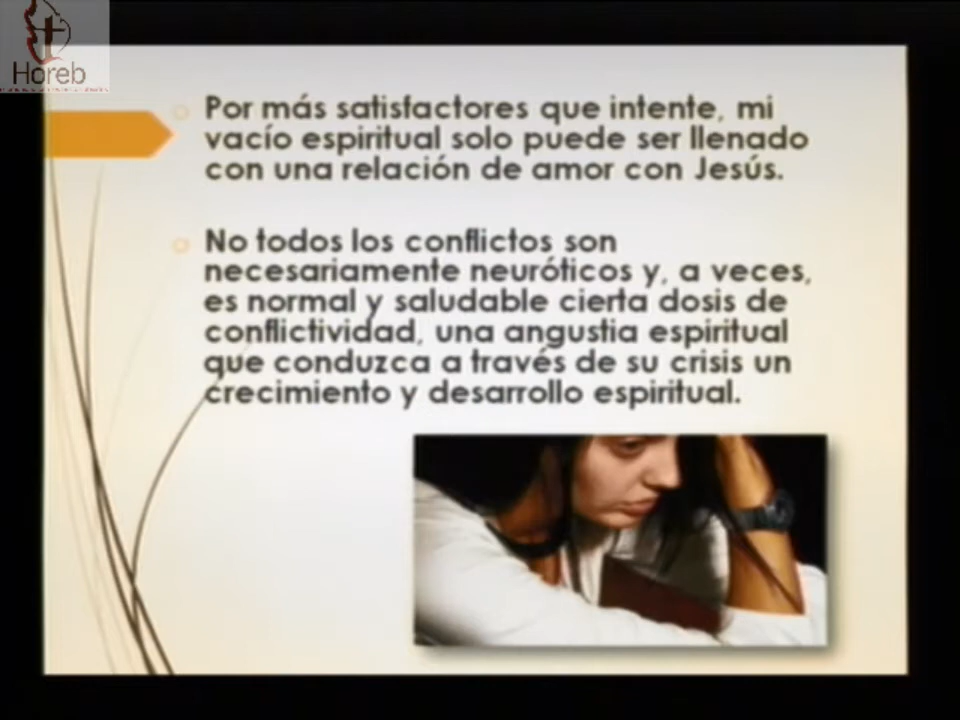 Horeb
Por más satisfactores que intente, mi
vacío espiritual solo puede ser llenado
con una relación de amor con Jesús.
No todos los conflictos son
necesariamente neuróticos y, a veces,
es normal y saludable cierta dosis de
conflictividad, una angustia espiritual
que conduzca a través de su crisis un
crecimiento y desarrollo espiritual.